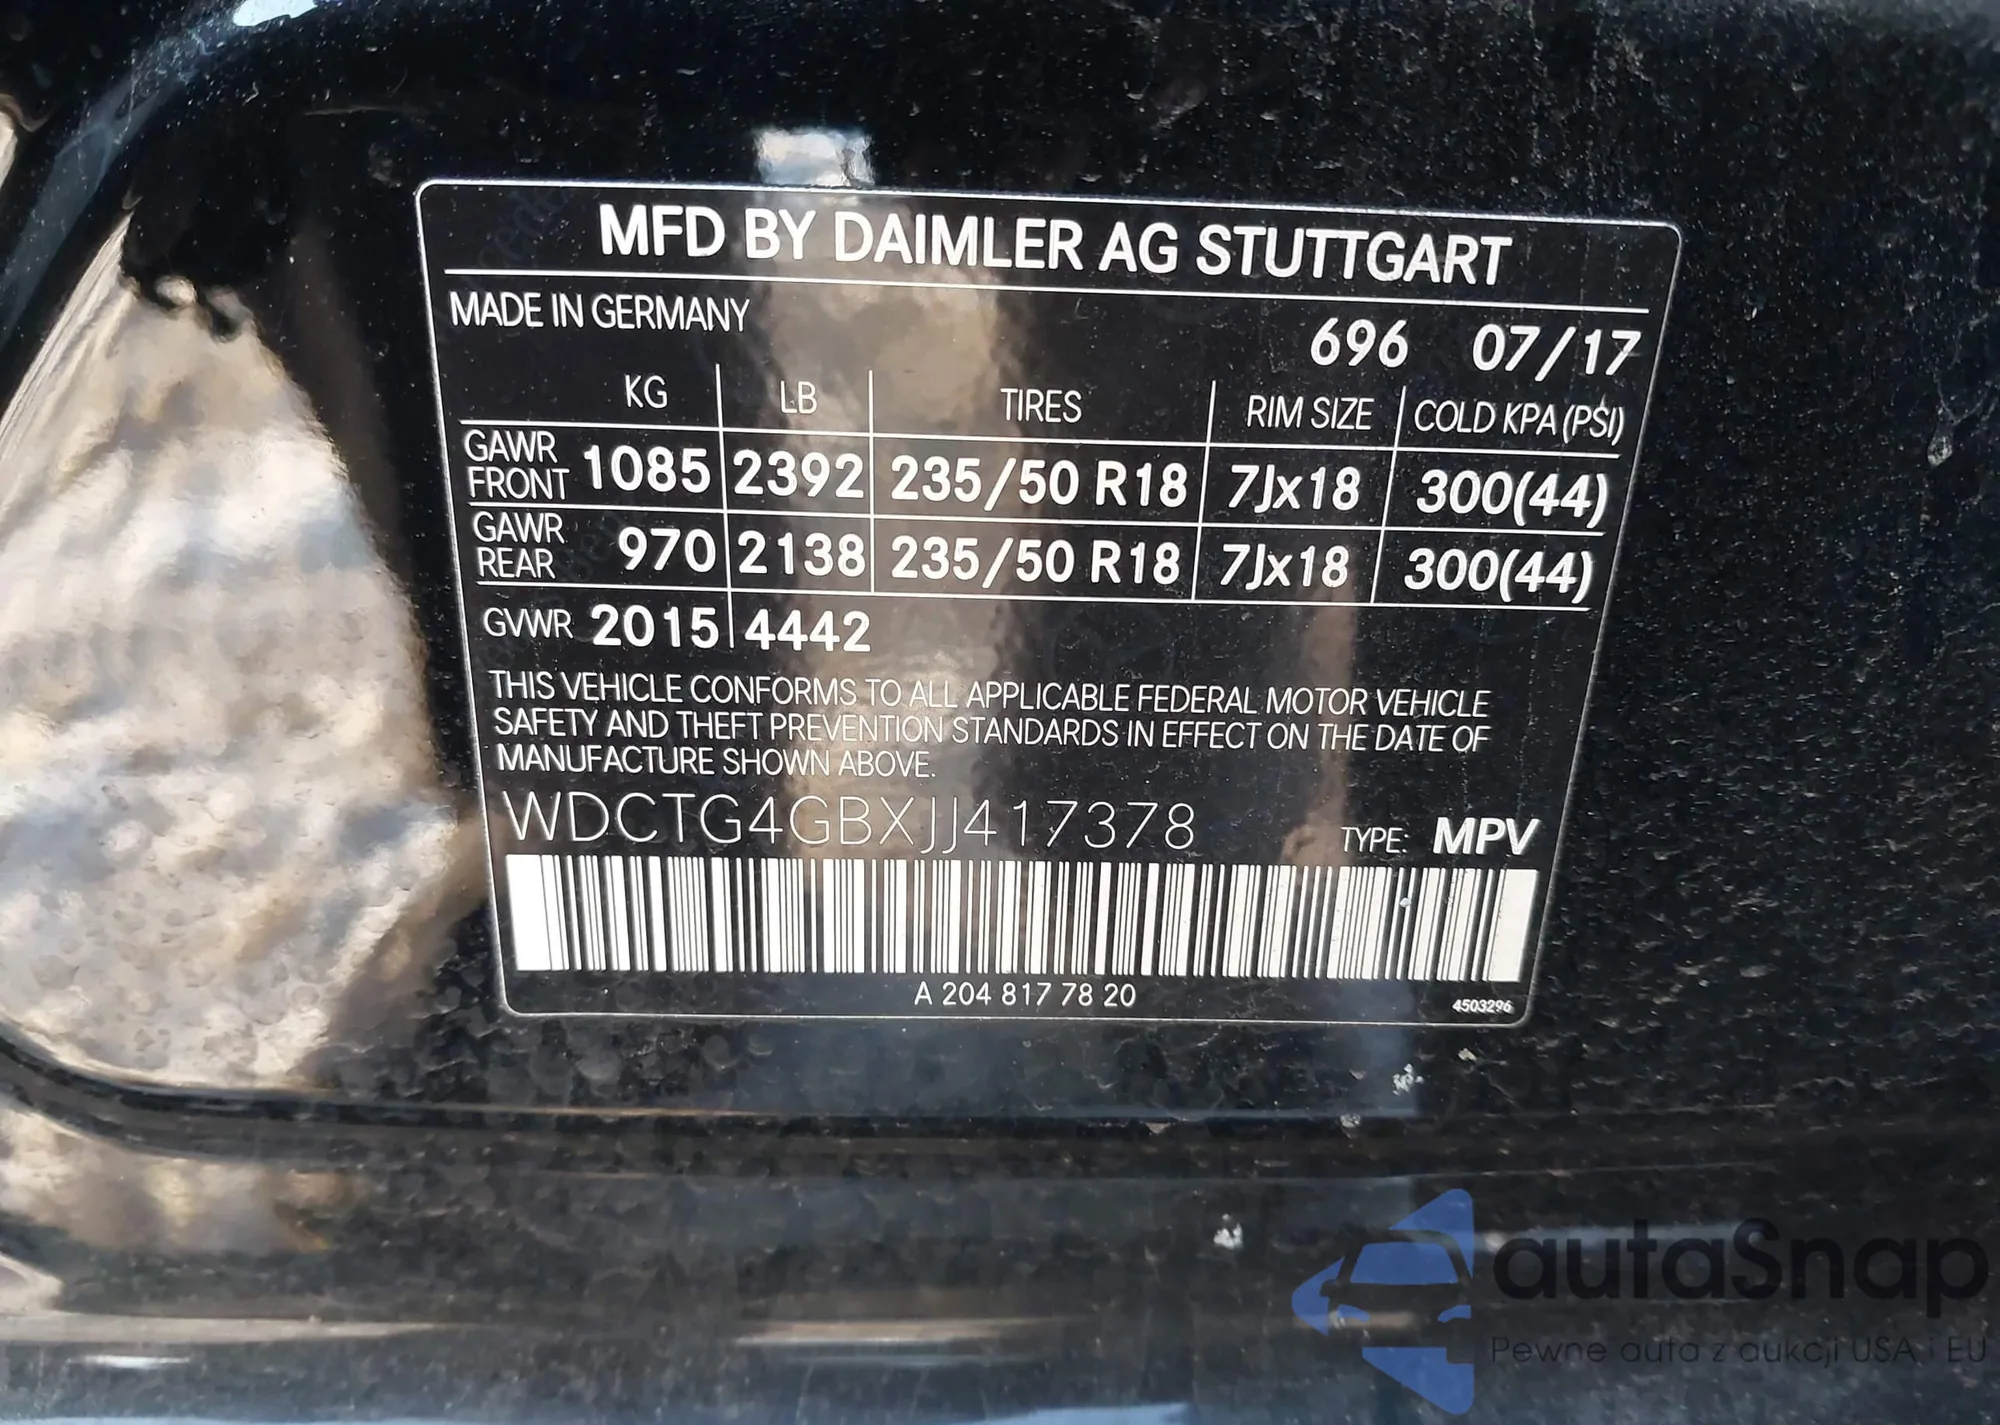 MFD BY DAIMLER AG STUTTGART
MADE IN GERMANY
696 07/17
KG LB TIRES RIM SIZE COLD KPA (PSI)
GAWR FRONT 1085 2392 235/50 R18 7Jx18 300(44)
GAWR REAR 970 2138 235/50 R18 7Jx18 300(44)
GVWR 2015 4442
THIS VEHICLE CONFORMS TO ALL APPLICABLE FEDERAL MOTOR VEHICLE
SAFETY AND THEFT PREVENTION STANDARDS IN EFFECT ON THE DATE OF
MANUFACTURE SHOWN ABOVE.
WDCTG4GBXJJ417378 TYPE: MPV
A 204 817 78 20 4503296
autaSnap
Pewne auta z aukcji USA i EU